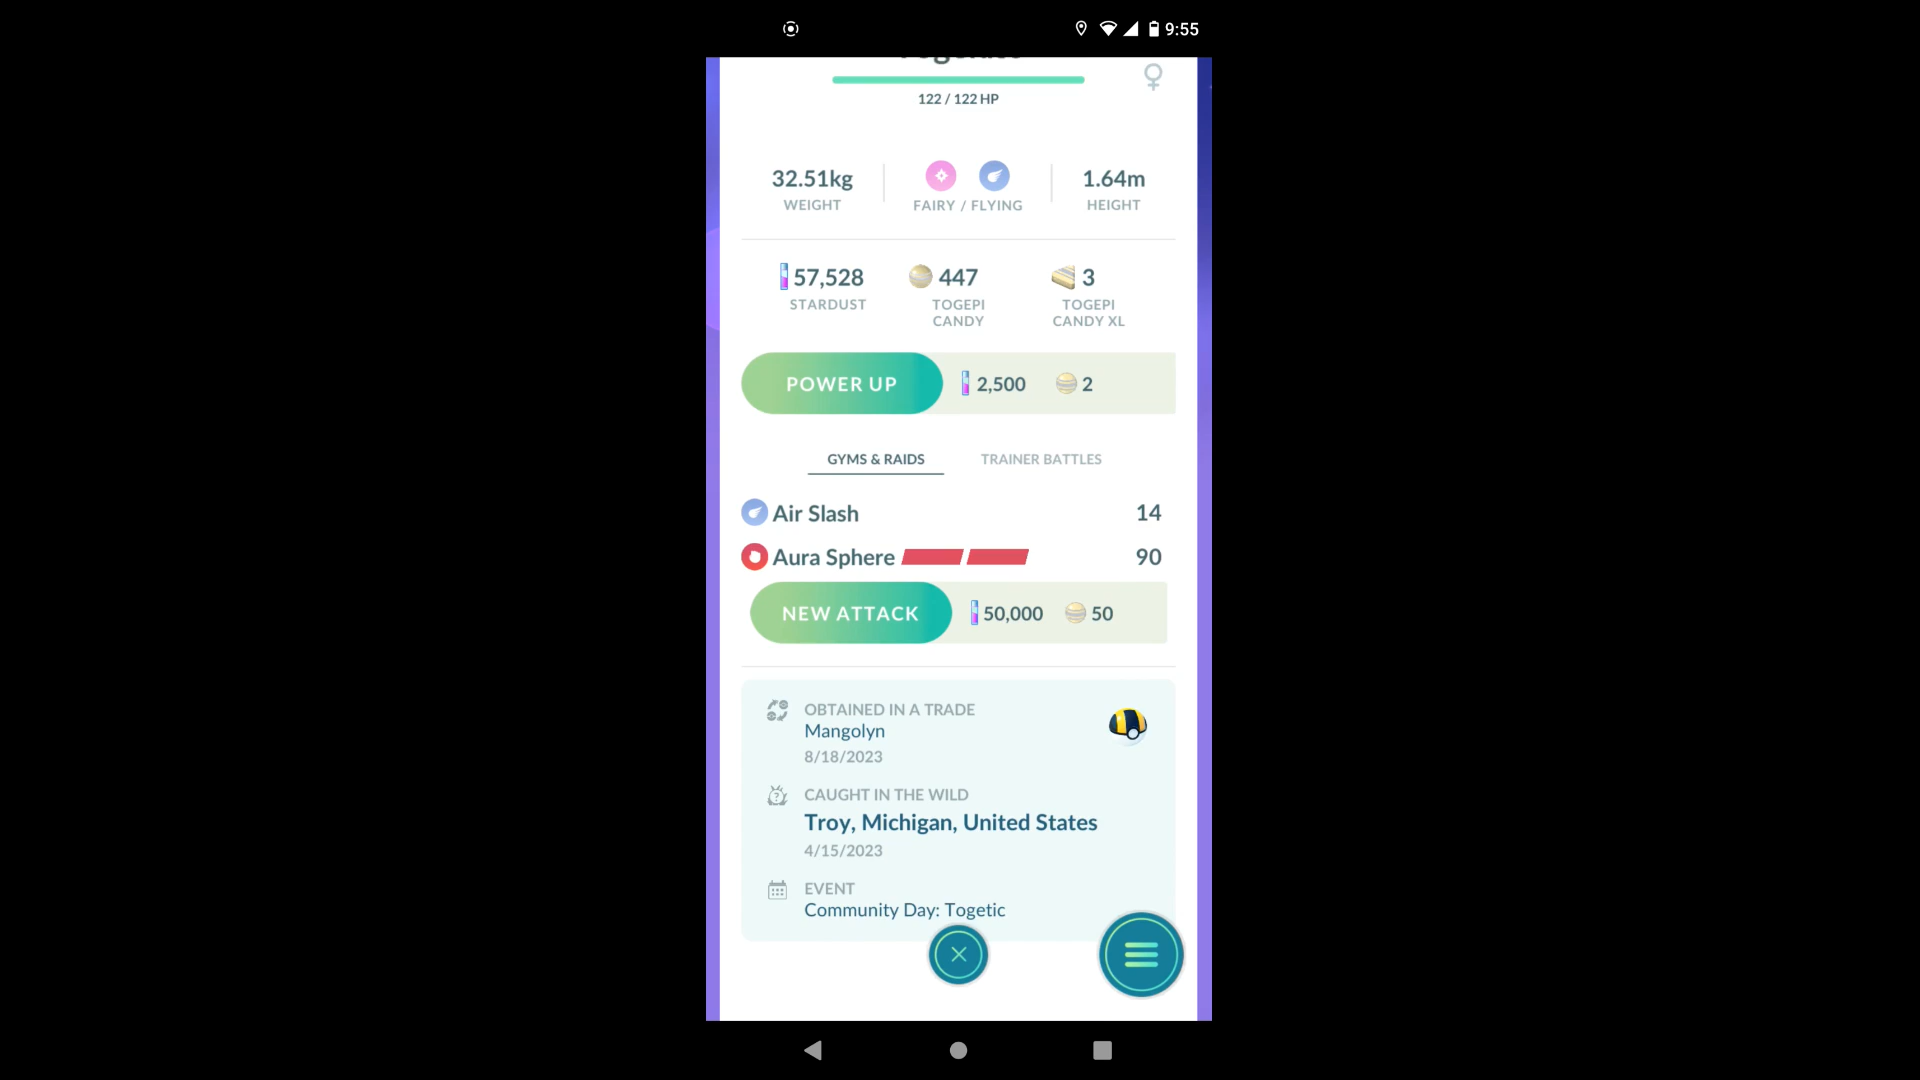 9:55
122 / 122 HP
32.51kg
WEIGHT
FAIRY / FLYING
1.64m
HEIGHT
57,528
STARDUST
447
TOGEPI
CANDY
3
TOGEPI
CANDY XL
POWER UP 2,500 2
GYMS & RAIDS TRAINER BATTLES
Air Slash 14
Aura Sphere 90
NEW ATTACK 50,000 50
OBTAINED IN A TRADE
Mangolyn
8/18/2023
CAUGHT IN THE WILD
Troy, Michigan, United States
4/15/2023
EVENT
Community Day: Togetic